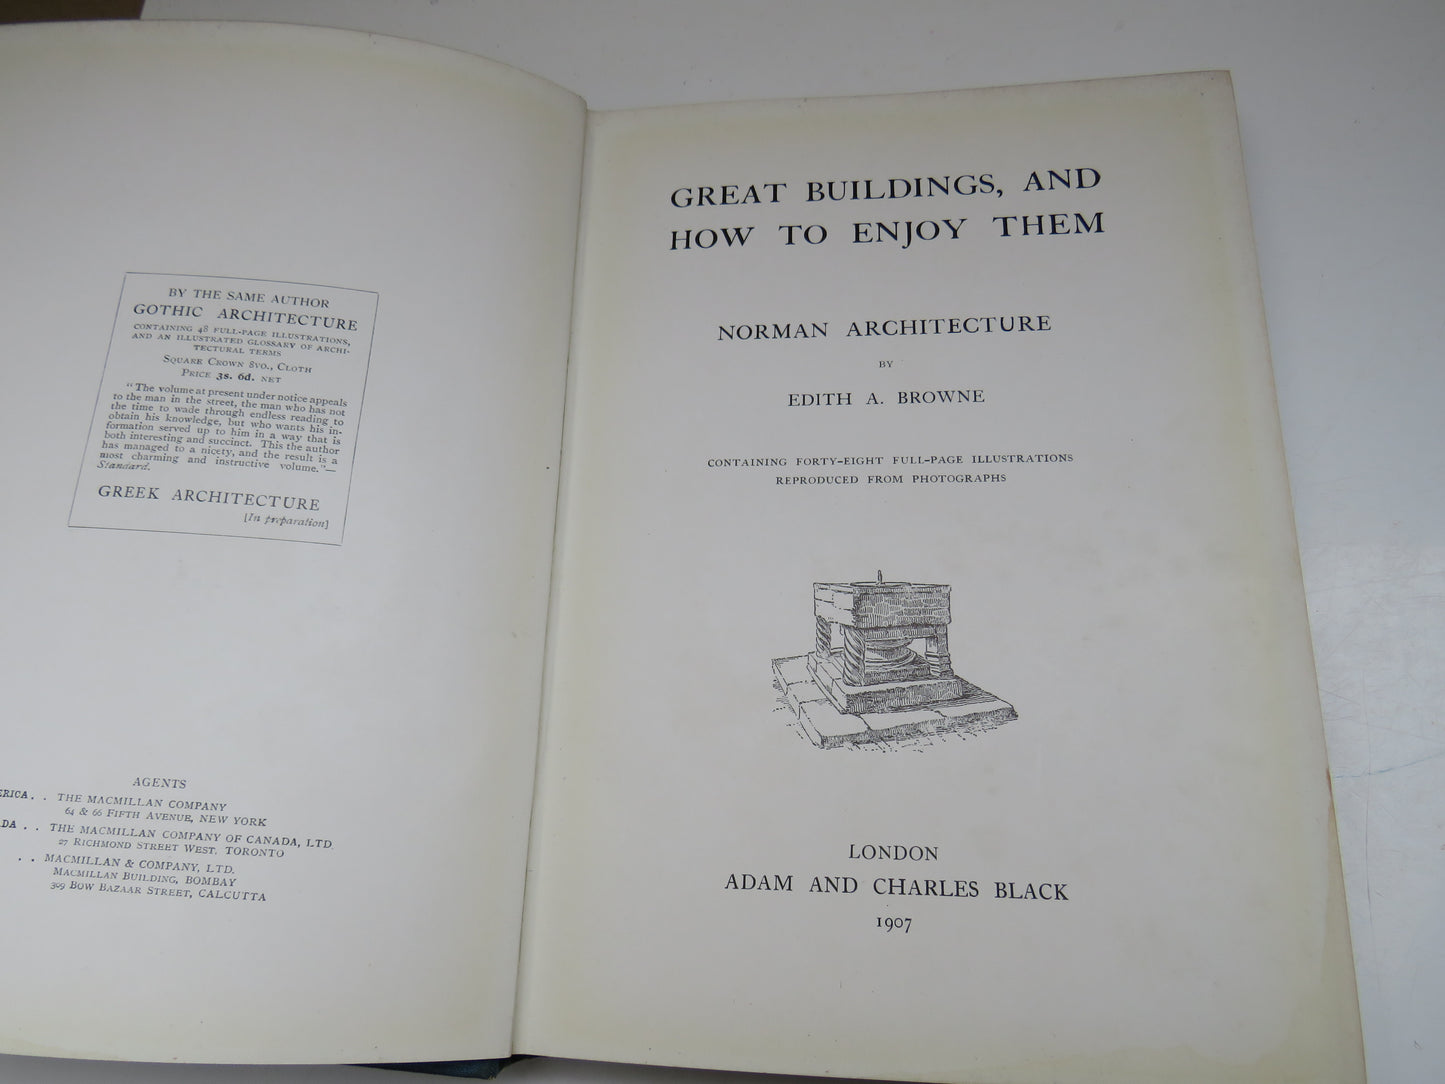 BY THE SAME AUTHOR
GOTHIC ARCHITECTURE
CONTAINING 48 FULL-PAGE ILLUSTRATIONS,
AND AN ILLUSTRATED GLOSSARY OF ARCHI-
TECTURAL TERMS
SQUARE CROWN 8VO., CLOTH
PRICE 3s. 6d. NET
"The volume at present under notice appeals
to the man in the street, the man who has not
the time to wade through endless reading to
obtain his knowledge, but who wants his in-
formation served up to him in a way that is
both interesting and succinct. This the author
has managed to a nicety, and the result is a
most charming and instructive volume."—
Standard.
GREEK ARCHITECTURE
[In preparation]
AGENTS
ERICA . . THE MACMILLAN COMPANY
64 & 66 FIFTH AVENUE, NEW YORK
DA . . THE MACMILLAN COMPANY OF CANADA, LTD.
27 RICHMOND STREET WEST, TORONTO
. . MACMILLAN & COMPANY, LTD.
MACMILLAN BUILDING, BOMBAY
309 BOW BAZAAR STREET, CALCUTTA
GREAT BUILDINGS, AND
HOW TO ENJOY THEM
NORMAN ARCHITECTURE
BY
EDITH A. BROWNE
CONTAINING FORTY-EIGHT FULL-PAGE ILLUSTRATIONS
REPRODUCED FROM PHOTOGRAPHS
LONDON
ADAM AND CHARLES BLACK
1907